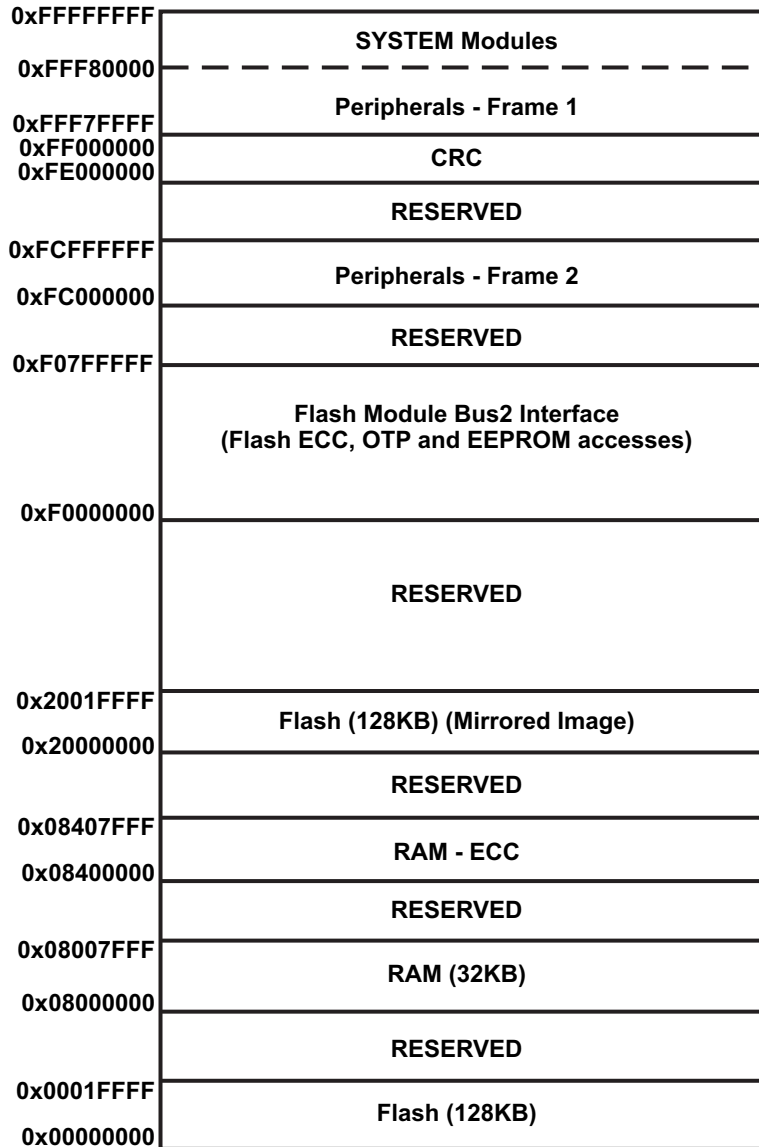 0xFFFFFFFF
SYSTEM Modules
0xFFF80000
Peripherals - Frame 1
0xFFF7FFFF
0xFF000000
CRC
0xFE000000
RESERVED
0xFCFFFFFF
Peripherals - Frame 2
0xFC000000
RESERVED
0xF07FFFFF
Flash Module Bus2 Interface
(Flash ECC, OTP and EEPROM accesses)
0xF0000000
RESERVED
0x2001FFFF
Flash (128KB) (Mirrored Image)
0x20000000
RESERVED
0x08407FFF
RAM - ECC
0x08400000
RESERVED
0x08007FFF
RAM (32KB)
0x08000000
RESERVED
0x0001FFFF
Flash (128KB)
0x00000000